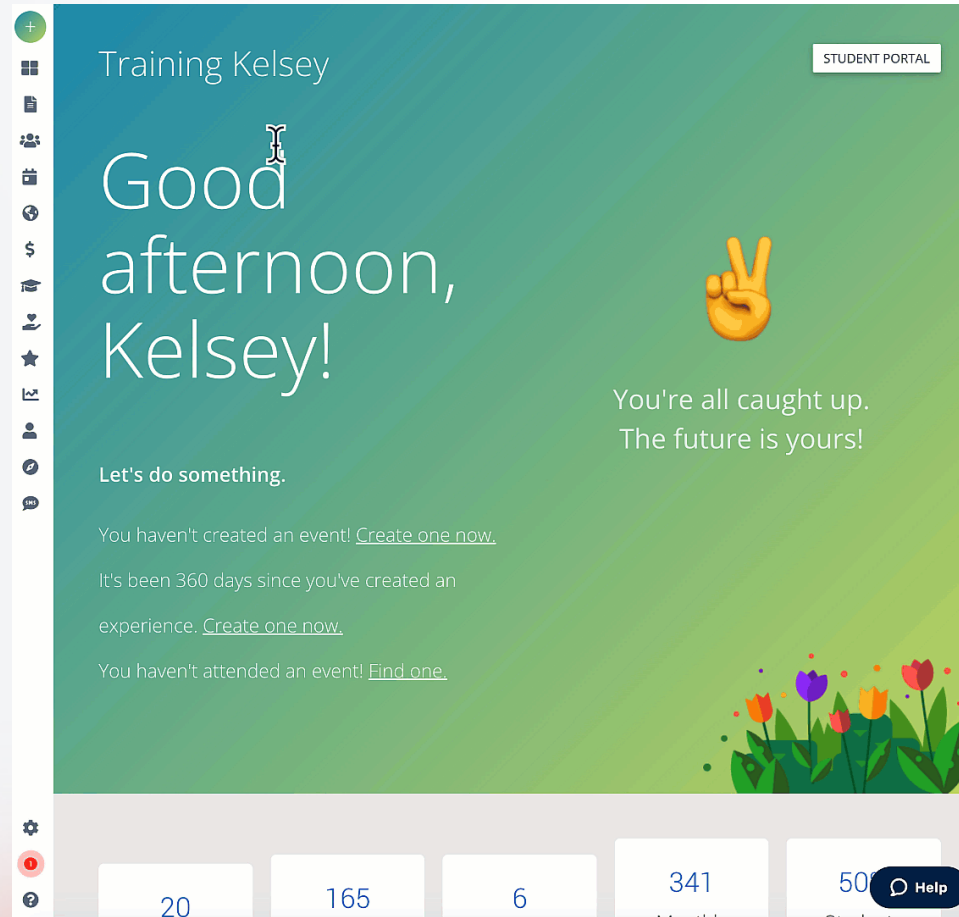 Training Kelsey
STUDENT PORTAL
Good
afternoon,
Kelsey!
You're all caught up.
The future is yours!
Let's do something.
You haven't created an event! Create one now.
It's been 360 days since you've created an
experience. Create one now.
You haven't attended an event! Find one.
SMS
1
20
165
6
341
Help